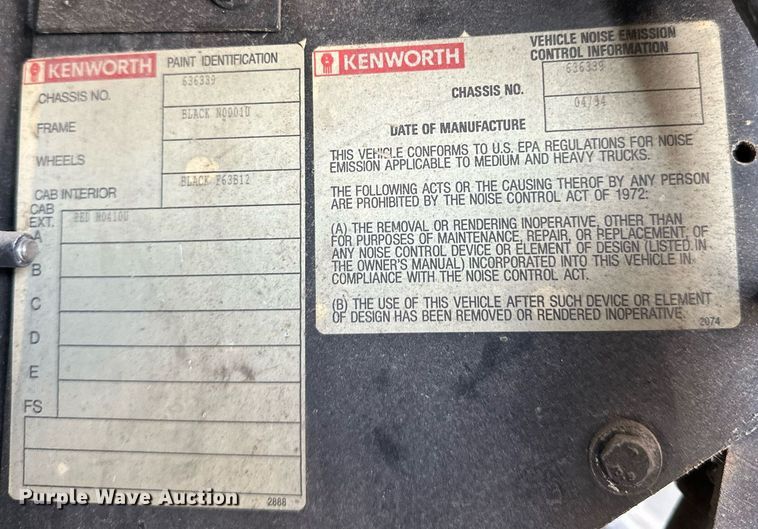 KENWORTH
PAINT IDENTIFICATION
CHASSIS NO.
636339
FRAME
BLACK N0001U
WHEELS
CAB INTERIOR
BLACK F63B12
CAB
EXT.
A
RED N0410U
B
C
D
E
FS
2888
KENWORTH
VEHICLE NOISE EMISSION
CONTROL INFORMATION
CHASSIS NO.
636339
DATE OF MANUFACTURE
04/94
THIS VEHICLE CONFORMS TO U.S. EPA REGULATIONS FOR NOISE
EMISSION APPLICABLE TO MEDIUM AND HEAVY TRUCKS.
THE FOLLOWING ACTS OR THE CAUSING THEROF BY ANY PERSON
ARE PROHIBITED BY THE NOISE CONTROL ACT OF 1972:
(A) THE REMOVAL OR RENDERING INOPERATIVE, OTHER THAN
FOR PURPOSES OF MAINTENANCE, REPAIR, OR REPLACEMENT, OF
ANY NOISE CONTROL DEVICE OR ELEMENT OF DESIGN (LISTED IN
THE OWNER'S MANUAL) INCORPORATED INTO THIS VEHICLE IN
COMPLIANCE WITH THE NOISE CONTROL ACT.
(B) THE USE OF THIS VEHICLE AFTER SUCH DEVICE OR ELEMENT
OF DESIGN HAS BEEN REMOVED OR RENDERED INOPERATIVE.
2074
Purple Wave Auction